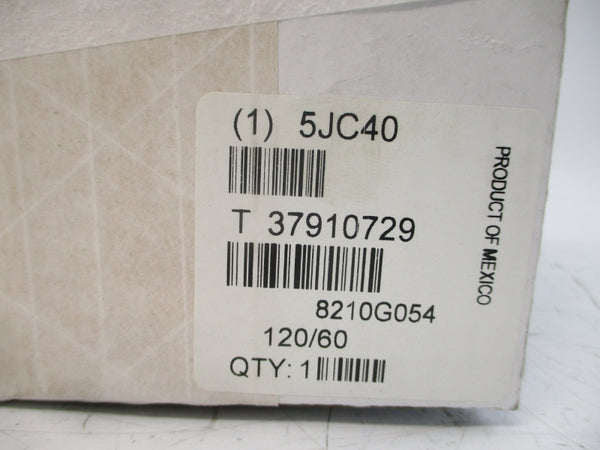 (1) 5JC40
T 37910729
8210G054
120/60
QTY: 1
PRODUCT OF MEXICO